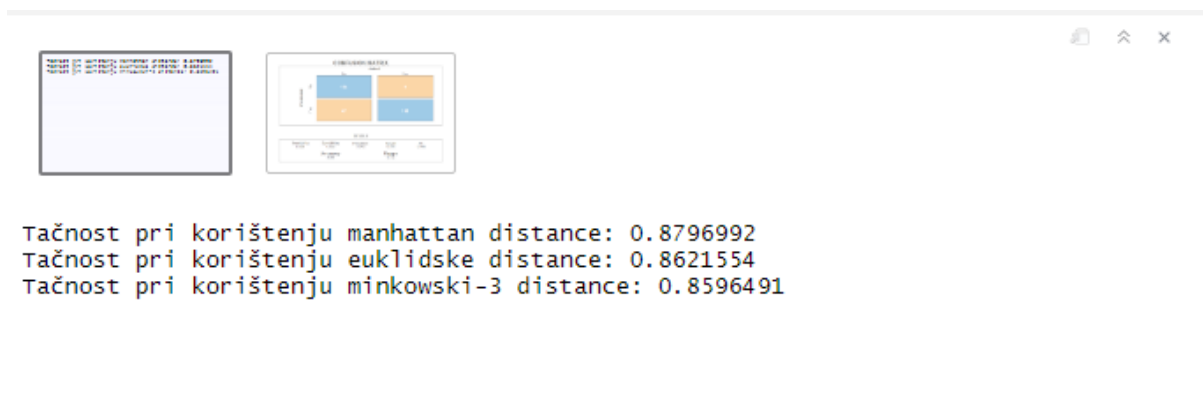 Tačnost pri korištenju manhattan distance: 0.8796992
Tačnost pri korištenju euklidske distance: 0.8621554
Tačnost pri korištenju minkowski-3 distance: 0.8596491